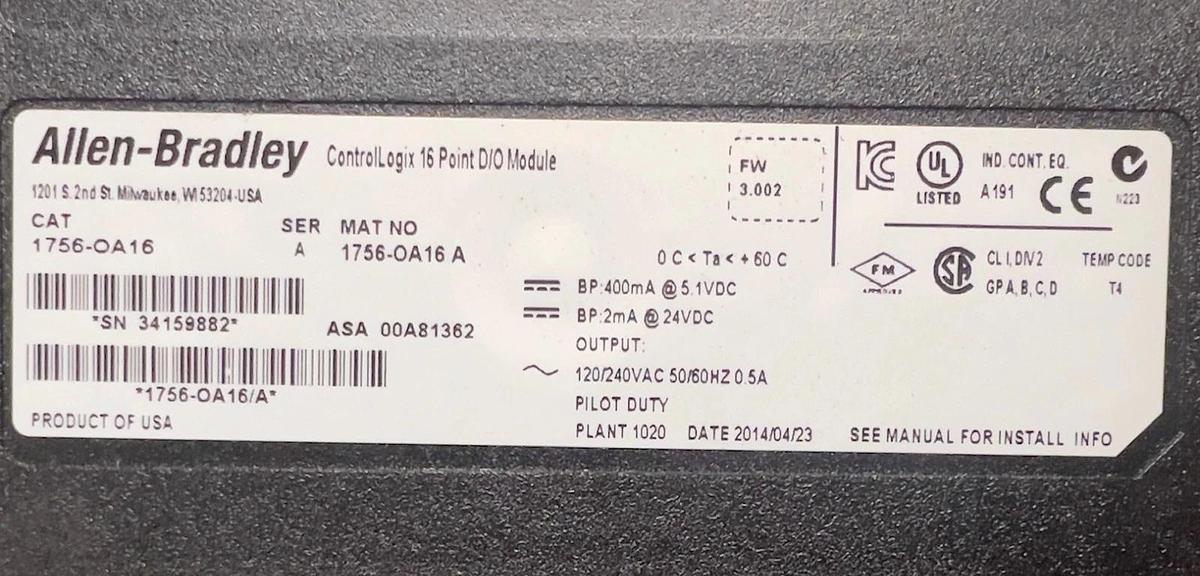 Allen-Bradley ControlLogix 16 Point D/O Module
1201 S. 2nd St. Milwaukee, WI 53204-USA
CAT SER MAT NO
1756-OA16 A 1756-OA16 A
*SN 34159882* ASA 00A81362
*1756-OA16/A*
PRODUCT OF USA
FW
3.002
0 C < Ta < + 60 C
BP:400mA @ 5.1VDC
BP:2mA @ 24VDC
OUTPUT:
120/240VAC 50/60HZ 0.5A
PILOT DUTY
PLANT 1020 DATE 2014/04/23
KC
UL
LISTED
IND. CONT. EQ.
A191
CE
N223
FM
APPROVED
SA
CL I, DIV 2
GP A, B, C, D
TEMP CODE
T4
SEE MANUAL FOR INSTALL INFO